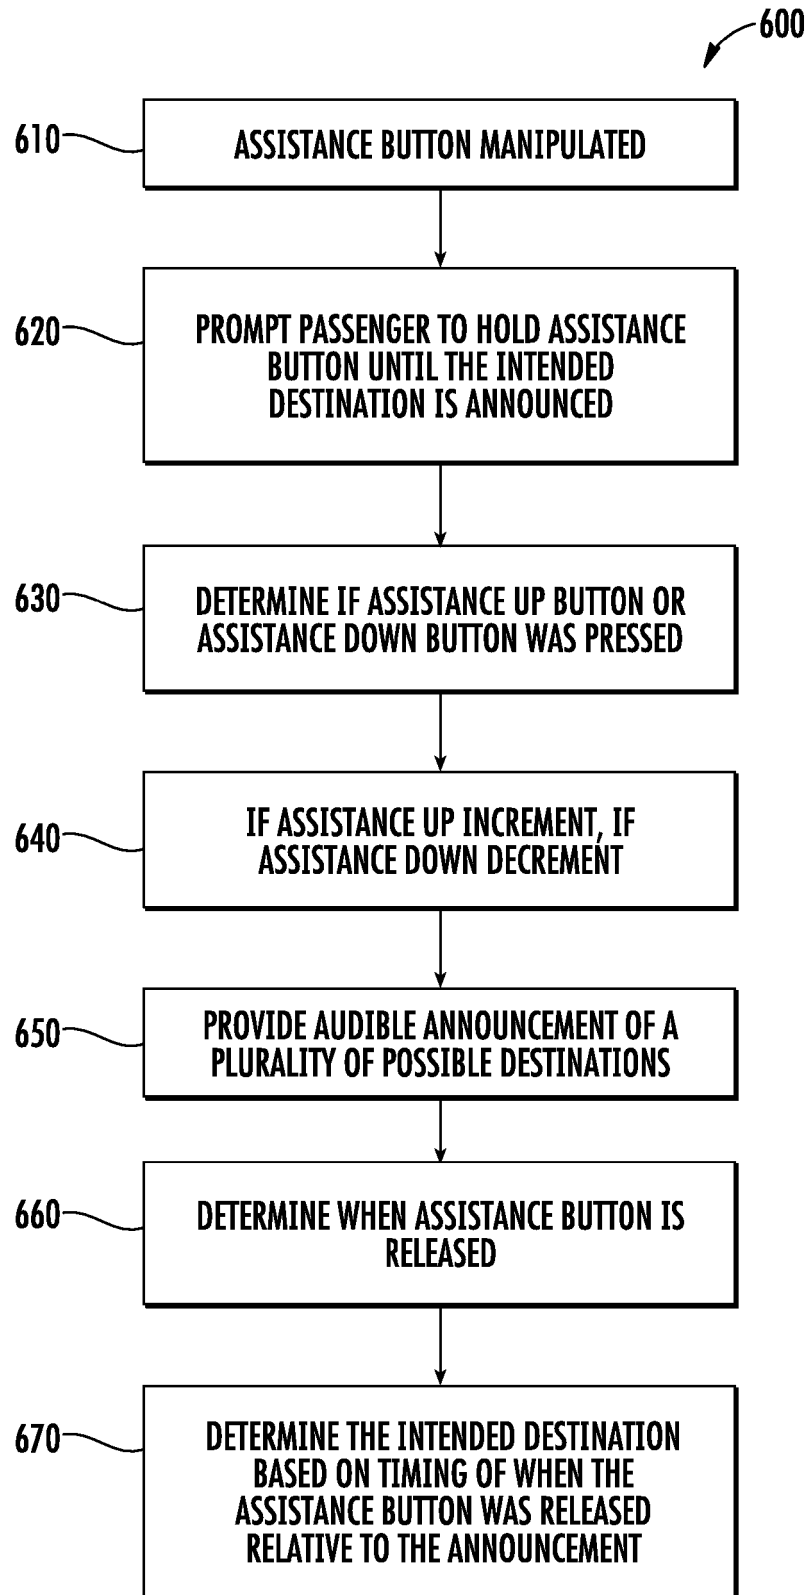 600
610
ASSISTANCE BUTTON MANIPULATED
620
PROMPT PASSENGER TO HOLD ASSISTANCE
BUTTON UNTIL THE INTENDED
DESTINATION IS ANNOUNCED
630
DETERMINE IF ASSISTANCE UP BUTTON OR
ASSISTANCE DOWN BUTTON WAS PRESSED
640
IF ASSISTANCE UP INCREMENT, IF
ASSISTANCE DOWN DECREMENT
650
PROVIDE AUDIBLE ANNOUNCEMENT OF A
PLURALITY OF POSSIBLE DESTINATIONS
660
DETERMINE WHEN ASSISTANCE BUTTON IS
RELEASED
670
DETERMINE THE INTENDED DESTINATION
BASED ON TIMING OF WHEN THE
ASSISTANCE BUTTON WAS RELEASED
RELATIVE TO THE ANNOUNCEMENT